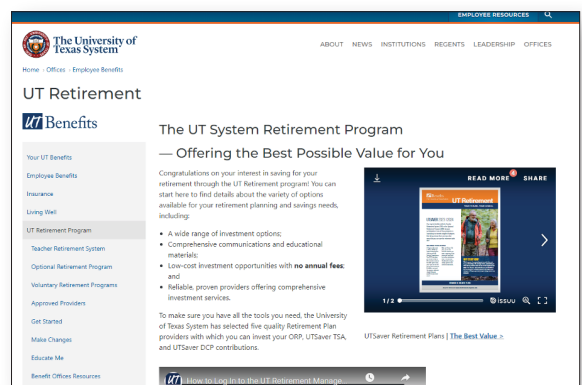 EMPLOYEE RESOURCES
The University of
Texas System
ABOUT NEWS INSTITUTIONS REGENTS LEADERSHIP OFFICES
Home Offices Employee Benefits
UT Retirement
UT Benefits
Your UT Benefits
Employee Benefits
Insurance
Living Well
UT Retirement Program
Teacher Retirement System
Optional Retirement Program
Voluntary Retirement Programs
Approved Providers
Get Started
Make Changes
Educate Me
Benefit Offices Resources
The UT System Retirement Program
— Offering the Best Possible Value for You
Congratulations on your interest in saving for your
retirement through the UT Retirement program! You can
start here to find details about the variety of options
available for your retirement planning and savings needs,
including:
• A wide range of investment options;
• Comprehensive communications and educational
materials;
• Low-cost investment opportunities with no annual fees;
and
• Reliable, proven providers offering comprehensive
investment services.
To make sure you have all the tools you need, the University
of Texas System has selected five quality Retirement Plan
providers with which you can invest your ORP, UTSaver TSA,
and UTSaver DCP contributions.
READ MORE 4 SHARE
UT Retirement
1/2
issuu
UTSaver Retirement Plans | The Best Value >
UT How to Log In to the UT Retirement Manage...